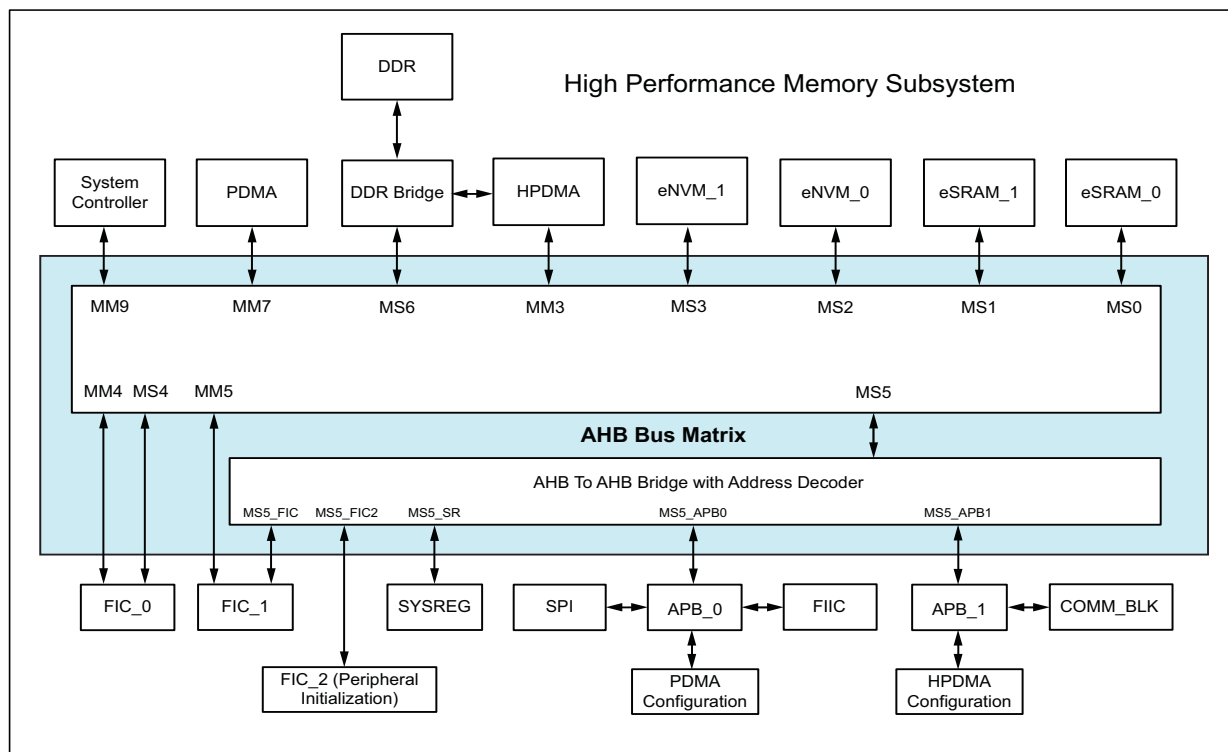 DDR
High Performance Memory Subsystem
System
Controller
PDMA
DDR Bridge
HPDMA
eNVM_1
eNVM_0
eSRAM_1
eSRAM_0
MM9
MM7
MS6
MM3
MS3
MS2
MS1
MS0
MM4
MS4
MM5
MS5
AHB Bus Matrix
AHB To AHB Bridge with Address Decoder
MS5_FIC
MS5_FIC2
MS5_SR
MS5_APB0
MS5_APB1
FIC_0
FIC_1
SYSREG
SPI
APB_0
FIIC
APB_1
COMM_BLK
FIC_2 (Peripheral
Initialization)
PDMA
Configuration
HPDMA
Configuration